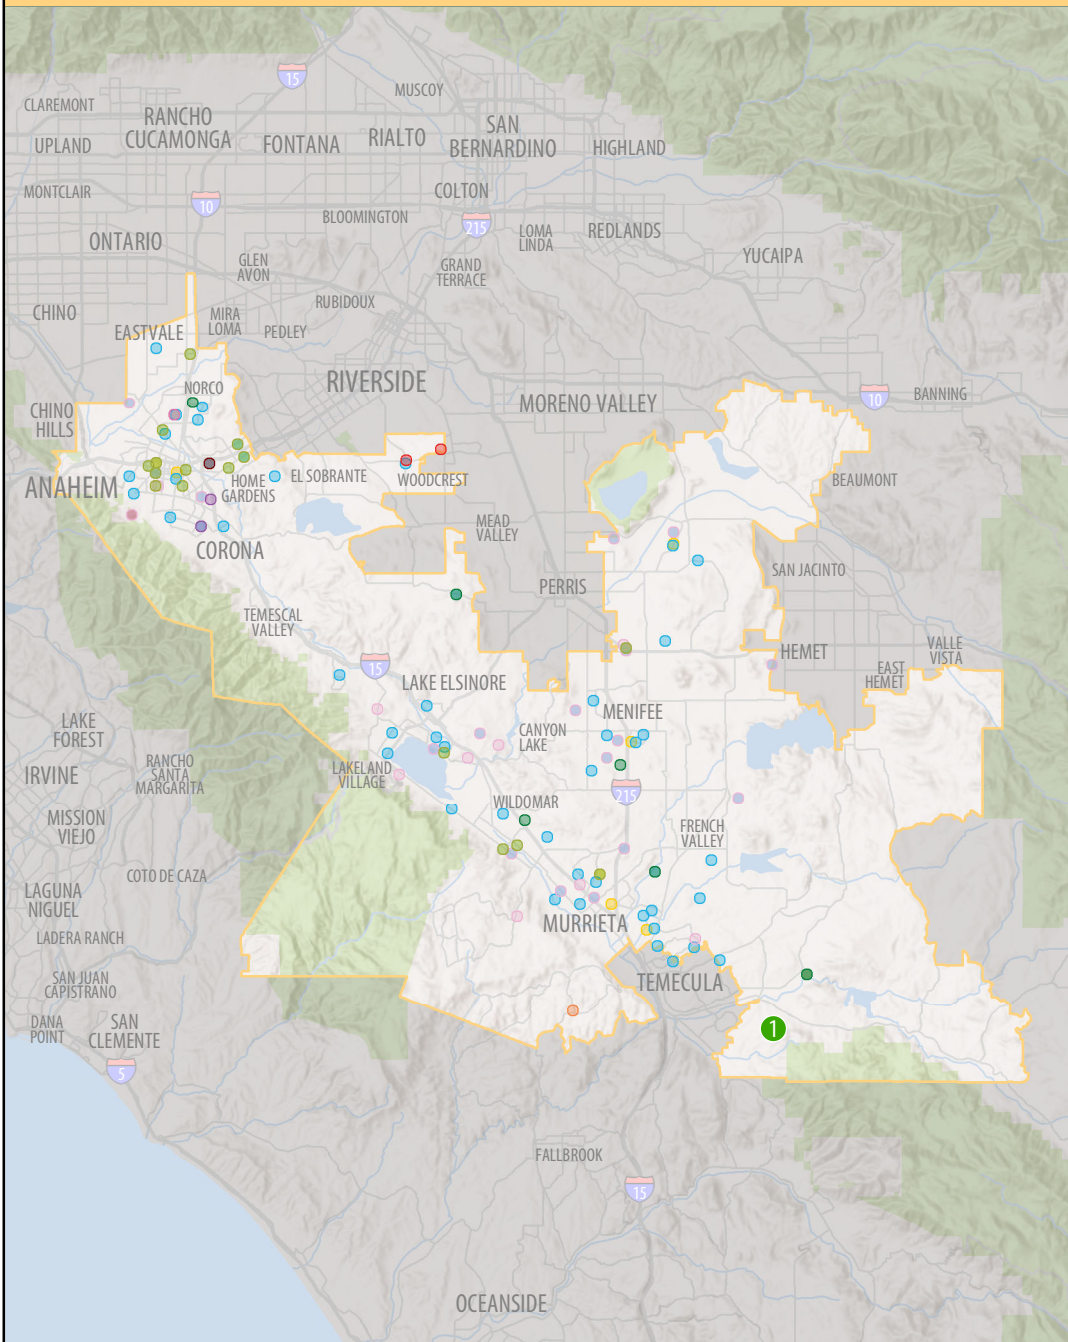 15
MUSCOY
CLAREMONT
RANCHO
CUCAMONGA
SAN
BERNARDINO
RIALTO
FONTANA
UPLAND
HIGHLAND
MONTCLAIR
COLTON
10
BLOOMINGTON
215
LOMA
LINDA
REDLANDS
ONTARIO
YUCAIPA
GLEN
AVON
GRAND
TERRACE
RUBIDOUX
CHINO
MIRA
LOMA
EASTVALE
PEDLEY
RIVERSIDE
NORCO
10
BANNING
MORENO VALLEY
CHINO
HILLS
EL SOBRANTE
WOODCREST
BEAUMONT
HOME
GARDENS
ANAHEIM
MEAD
VALLEY
CORONA
SAN JACINTO
PERRIS
TEMESCAL
VALLEY
HEMET
VALLE
VISTA
EAST
HEMET
15
LAKE ELSINORE
MENIFEE
LAKE
FOREST
CANYON
LAKE
RANCHO
SANTA
MARGARITA
IRVINE
LAKELAND
VILLAGE
215
WILDOMAR
MISSION
VIEJO
FRENCH
VALLEY
COTO DE CAZA
LAGUNA
NIGUEL
MURRIETA
LADERA RANCH
TEMECULA
SAN JUAN
CAPISTRANO
DANA
POINT
SAN
CLEMENTE
1
5
FALLBROOK
15
OCEANSIDE